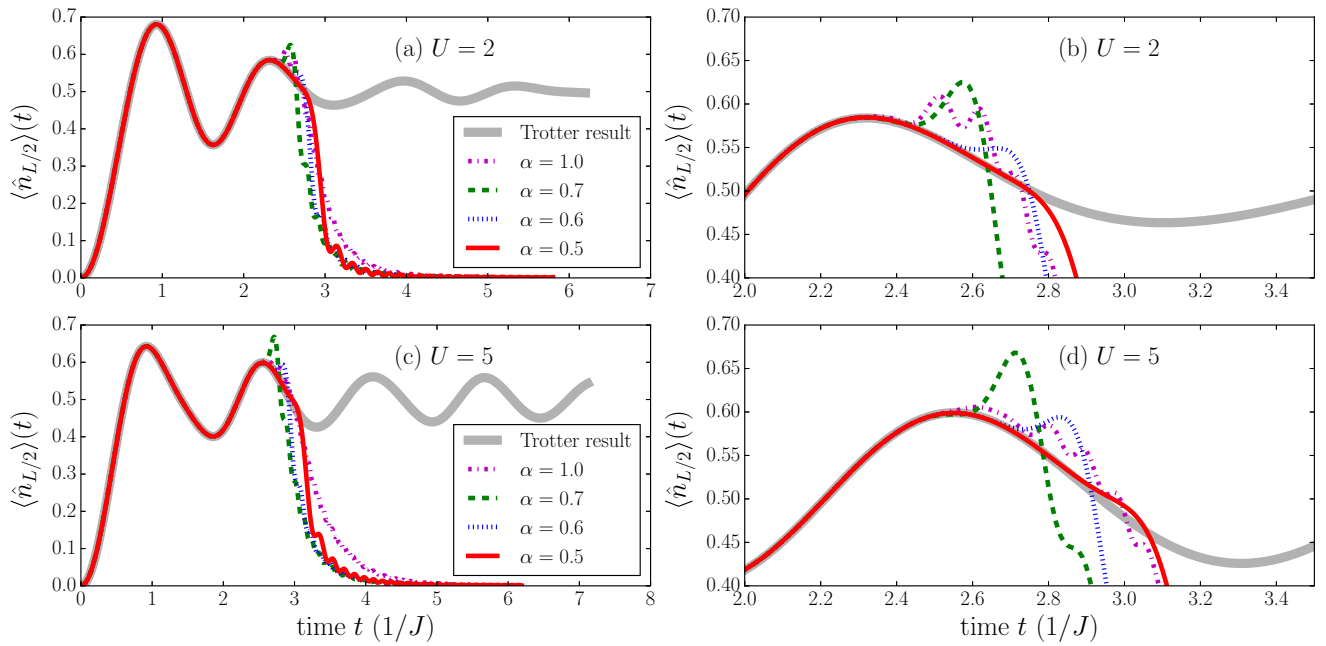 (a) U = 2
⟨n̂_{L/2}⟩(t)
0.7
0.6
0.5
0.4
0.3
0.2
0.1
0.0
0 1 2 3 4 5 6 7
Trotter result
α = 1.0
α = 0.7
α = 0.6
α = 0.5
(b) U = 2
⟨n̂_{L/2}⟩(t)
0.70
0.65
0.60
0.55
0.50
0.45
0.40
2.0 2.2 2.4 2.6 2.8 3.0 3.2 3.4
(c) U = 5
⟨n̂_{L/2}⟩(t)
0.7
0.6
0.5
0.4
0.3
0.2
0.1
0.0
0 1 2 3 4 5 6 7 8
time t (1/J)
Trotter result
α = 1.0
α = 0.7
α = 0.6
α = 0.5
(d) U = 5
⟨n̂_{L/2}⟩(t)
0.70
0.65
0.60
0.55
0.50
0.45
0.40
2.0 2.2 2.4 2.6 2.8 3.0 3.2 3.4
time t (1/J)